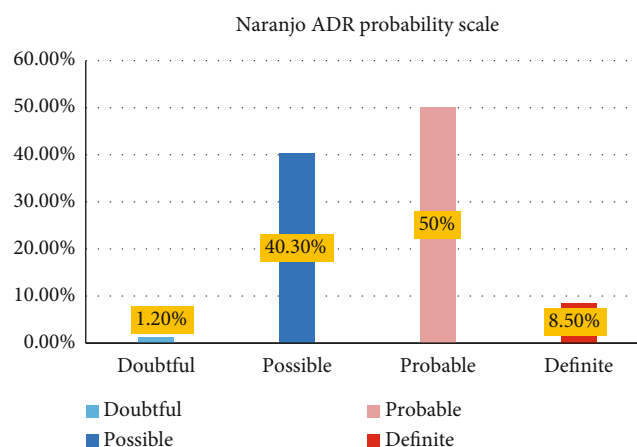 Naranjo ADR probability scale
60.00%
50.00%
40.00%
30.00%
20.00%
10.00%
0.00%
1.20%
40.30%
50%
8.50%
Doubtful Possible Probable Definite
Doubtful Probable
Possible Definite